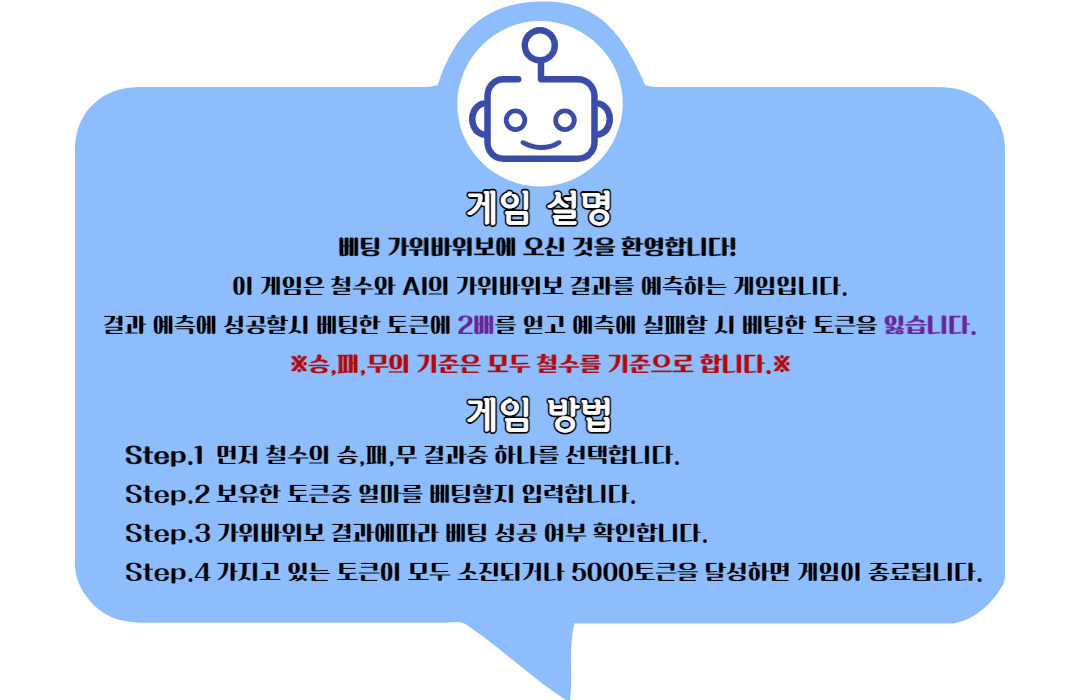 게임 설명
베팅 가위바위보에 오신 것을 환영합니다!
이 게임은 철수와 AI의 가위바위보 결과를 예측하는 게임입니다.
결과 예측에 성공할시 베팅한 토큰에 2배를 얻고 예측에 실패할 시 베팅한 토큰을 잃습니다.
※승,패,무의 기준은 모두 철수를 기준으로 합니다.※
게임 방법
Step.1 먼저 철수의 승,패,무 결과중 하나를 선택합니다.
Step.2 보유한 토큰중 얼마를 베팅할지 입력합니다.
Step.3 가위바위보 결과에따라 베팅 성공 여부 확인합니다.
Step.4 가지고 있는 토큰이 모두 소진되거나 5000토큰을 달성하면 게임이 종료됩니다.